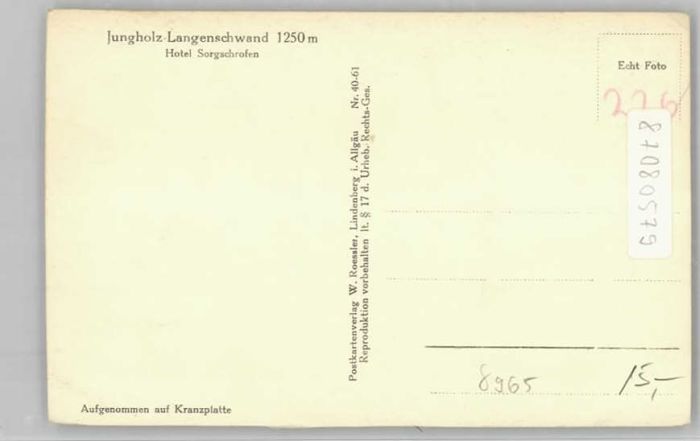 Jungholz-Langenschwand 1250 m
Hotel Sorgschrofen
Postkartenverlag W. Roessler, Lindenberg i. Allgäu Nr. 40-61
Reproduktion vorbehalten lt. § 17 d. Urheb. Rechts-Ges.
Echt Foto
226
87080579
8965
15,-
Aufgenommen auf Kranzplatte